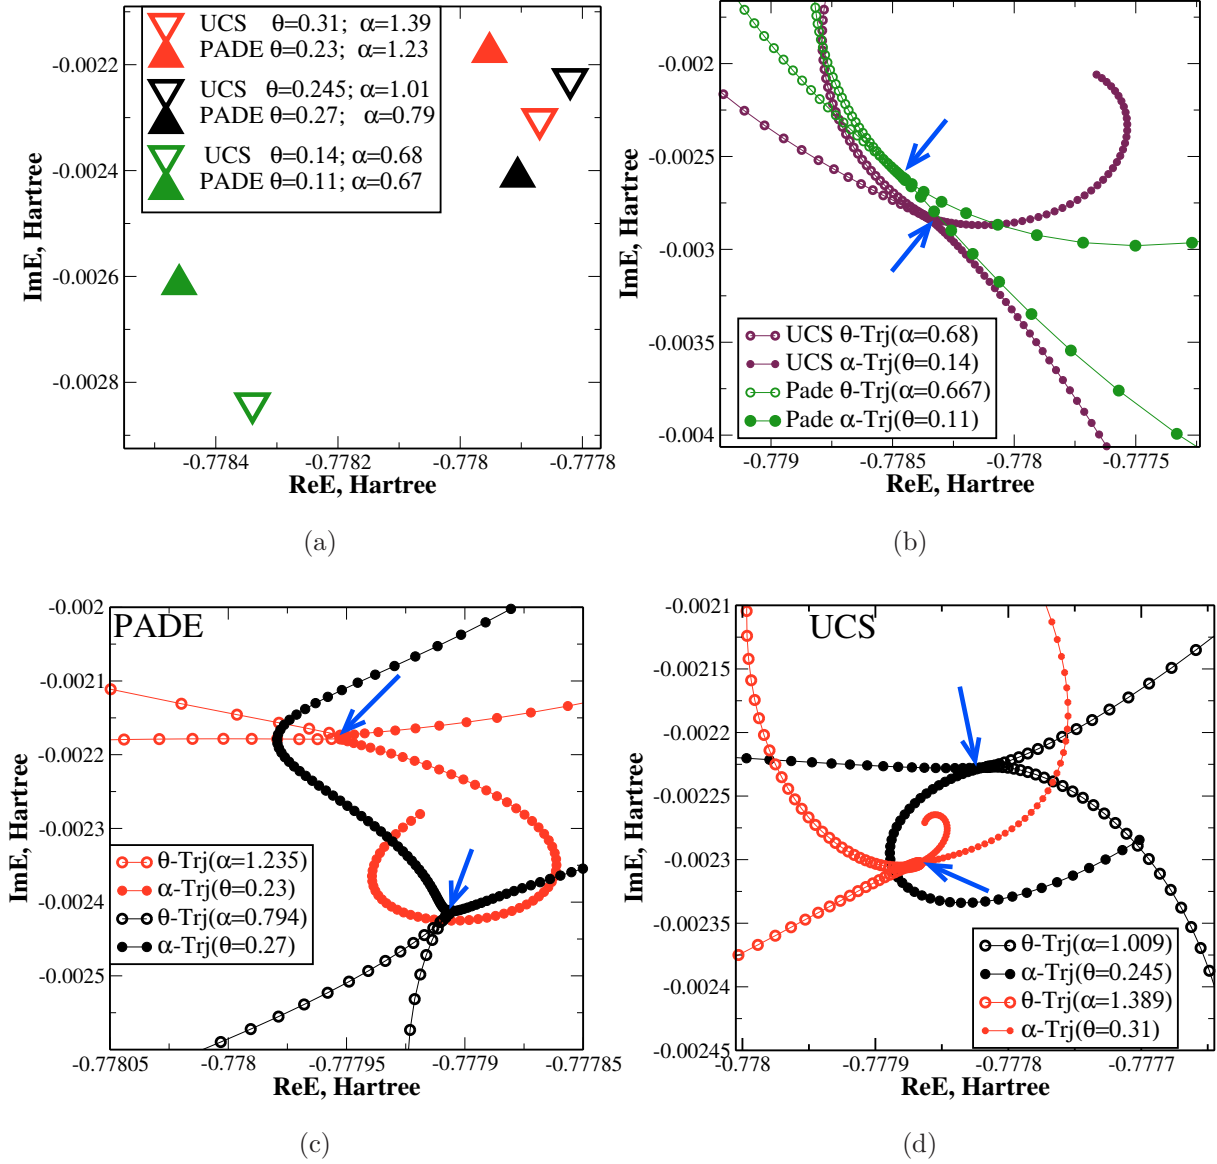 UCS θ=0.31; α=1.39
PADE θ=0.23; α=1.23
UCS θ=0.245; α=1.01
PADE θ=0.27; α=0.79
UCS θ=0.14; α=0.68
PADE θ=0.11; α=0.67
-0.0022
-0.0024
-0.0026
-0.0028
ImE, Hartree
-0.7784
-0.7782
-0.778
-0.7778
ReE, Hartree
(a)
-0.002
-0.0025
-0.003
-0.0035
-0.004
ImE, Hartree
UCS θ-Trj(α=0.68)
UCS α-Trj(θ=0.14)
Pade θ-Trj(α=0.667)
Pade α-Trj(θ=0.11)
-0.779
-0.7785
-0.778
-0.7775
ReE, Hartree
(b)
PADE
-0.002
-0.0021
-0.0022
-0.0023
-0.0024
-0.0025
ImE, Hartree
θ-Trj(α=1.235)
α-Trj(θ=0.23)
θ-Trj(α=0.794)
α-Trj(θ=0.27)
-0.77805
-0.778
-0.77795
-0.7779
-0.77785
ReE, Hartree
(c)
UCS
-0.0021
-0.00215
-0.0022
-0.00225
-0.0023
-0.00235
-0.0024
-0.00245
ImE, Hartree
θ-Trj(α=1.009)
α-Trj(θ=0.245)
θ-Trj(α=1.389)
α-Trj(θ=0.31)
-0.778
-0.7779
-0.7778
-0.7777
ReE, Hartree
(d)